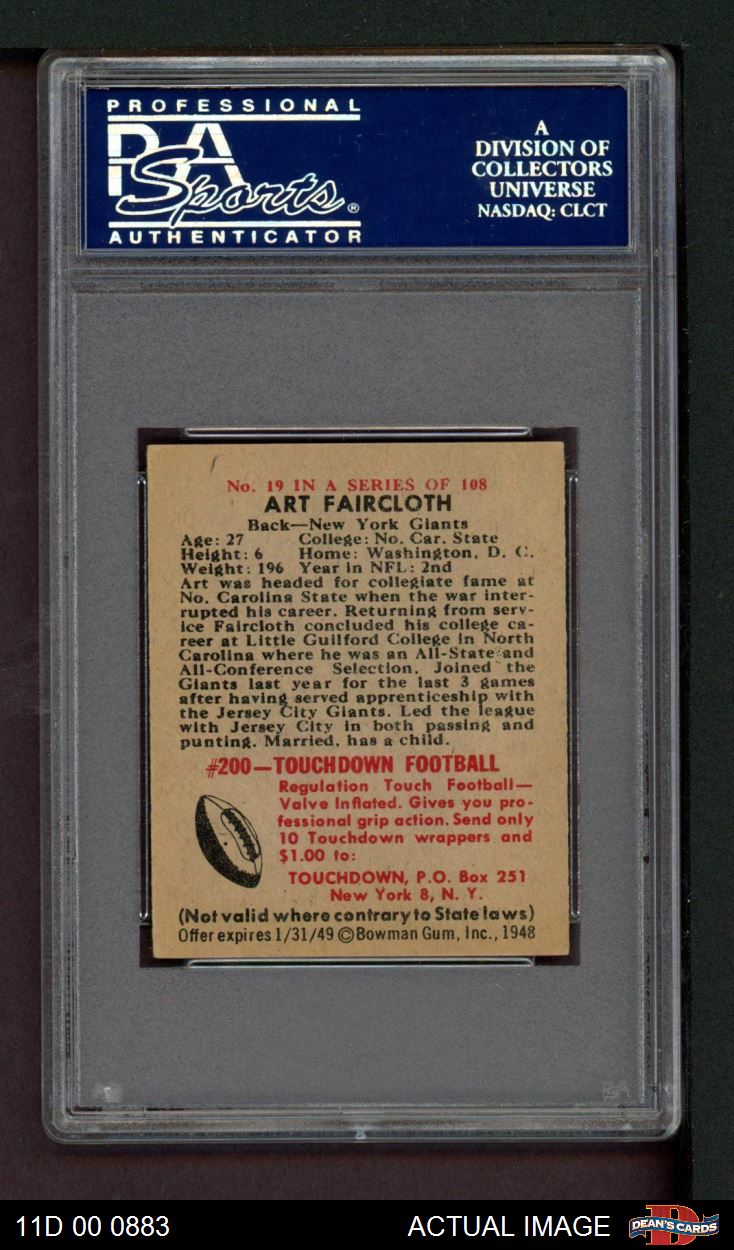 PROFESSIONAL
PSA
Sports®
AUTHENTICATOR
A
DIVISION OF
COLLECTORS
UNIVERSE
NASDAQ: CLCT
No. 19 IN A SERIES OF 108
ART FAIRCLOTH
Back—New York Giants
Age: 27 College: No. Car. State
Height: 6 Home: Washington, D. C.
Weight: 196 Year in NFL: 2nd
Art was headed for collegiate fame at
No. Carolina State when the war inter-
rupted his career. Returning from serv-
ice Faircloth concluded his college ca-
reer at Little Guilford College in North
Carolina where he was an All-State and
All-Conference Selection. Joined the
Giants last year for the last 3 games
after having served apprenticeship with
the Jersey City Giants. Led the league
with Jersey City in both passing and
punting. Married, has a child.
#200—TOUCHDOWN FOOTBALL
Regulation Touch Football—
Valve Inflated. Gives you pro-
fessional grip action. Send only
10 Touchdown wrappers and
$1.00 to:
TOUCHDOWN, P.O. Box 251
New York 8, N. Y.
(Not valid where contrary to State laws)
Offer expires 1/31/49 ©Bowman Gum, Inc., 1948
PSA
11D 00 0883 ACTUAL IMAGE
DEAN'S CARDS